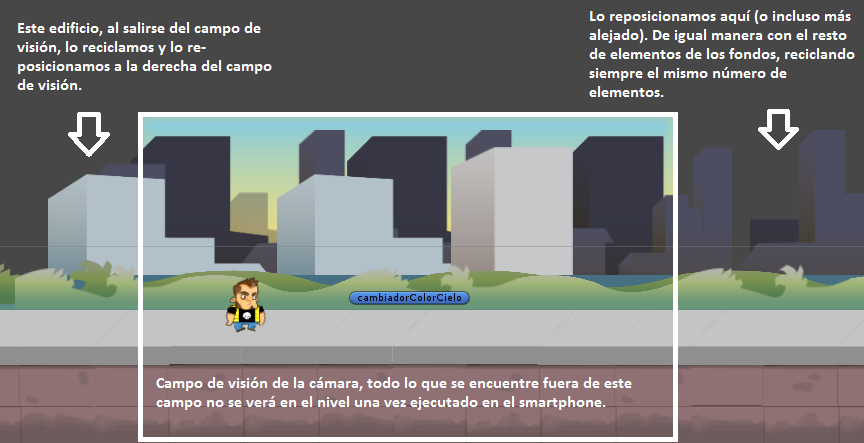 Este edificio, al salirse del campo de
visión, lo reciclamos y lo re-
posicionamos a la derecha del campo
de visión.
Lo reposicionamos aquí (o incluso más
alejado). De igual manera con el resto
de elementos de los fondos, reciclando
siempre el mismo número de
elementos.
cambiadorColorCielo
Campo de visión de la cámara, todo lo que se encuentre fuera de este
campo no se verá en el nivel una vez ejecutado en el smartphone.